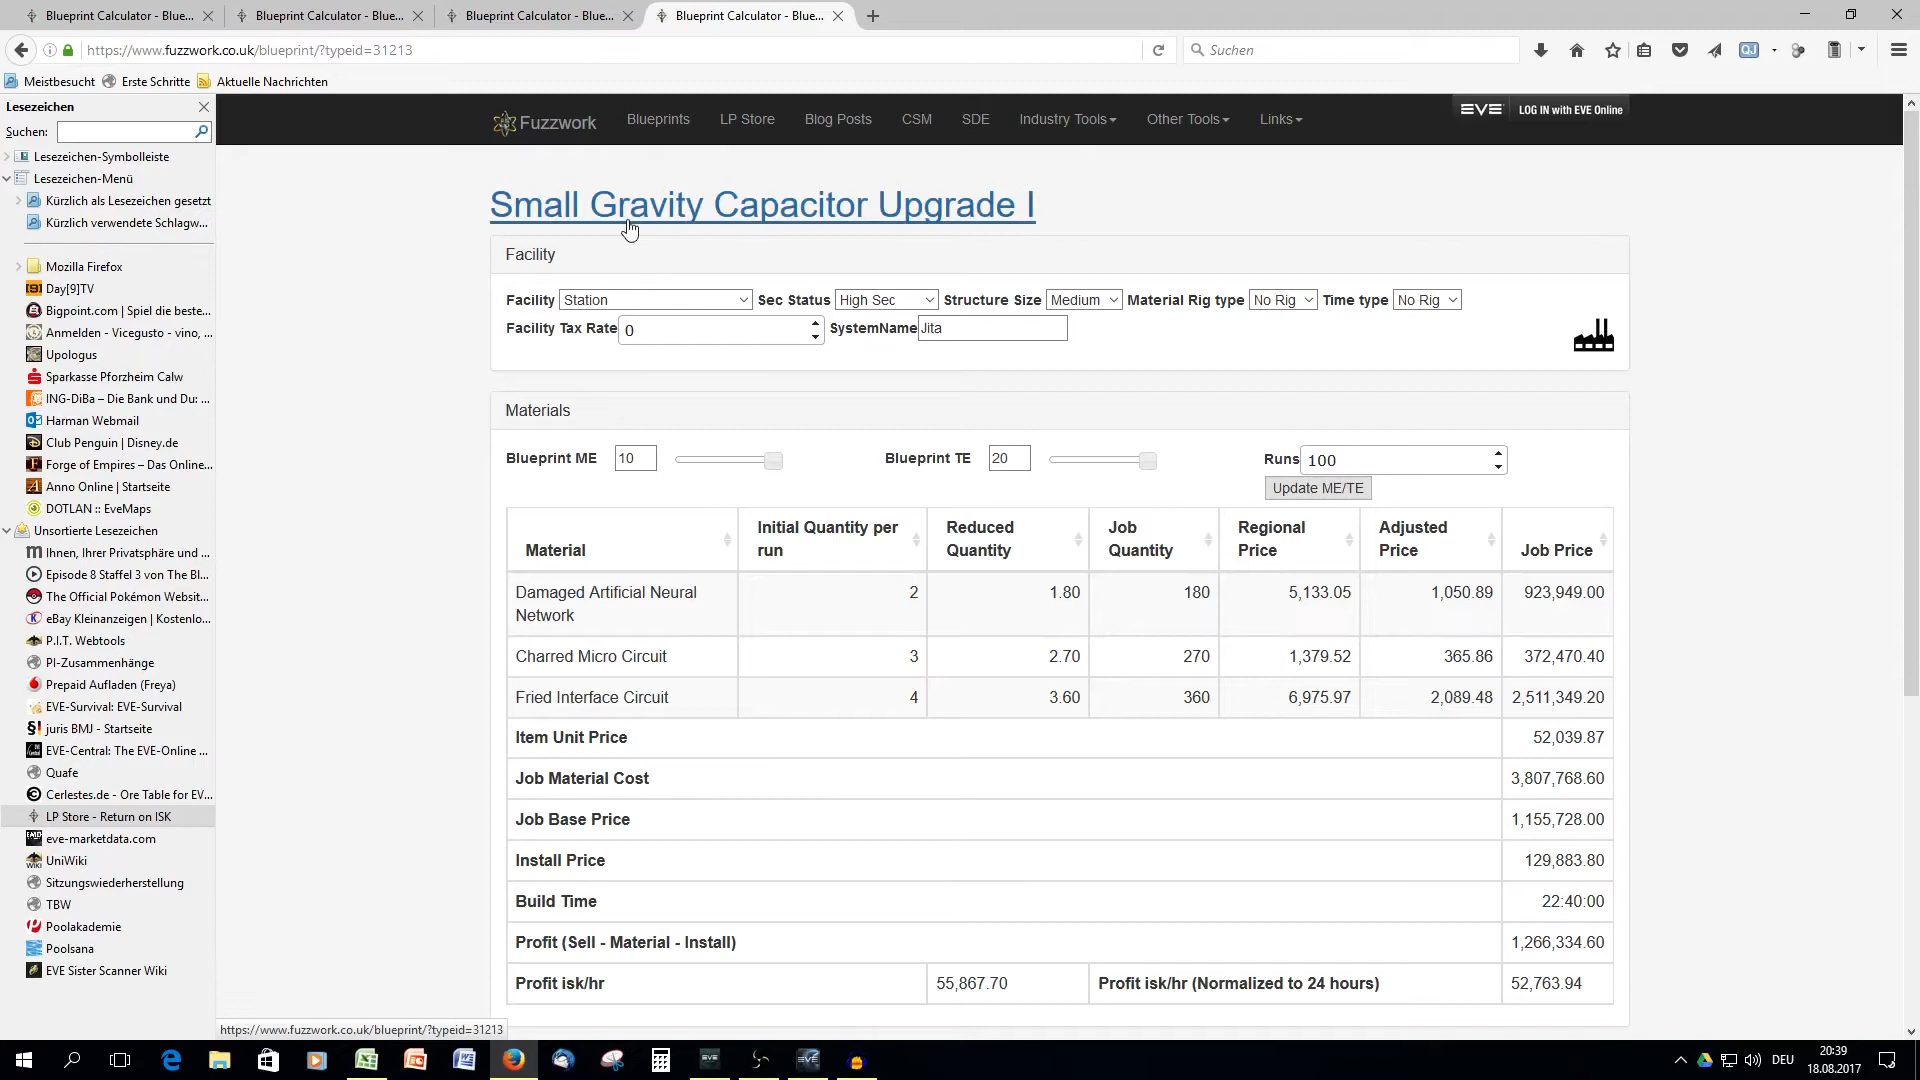 Blueprint Calculator - Blue...
Blueprint Calculator - Blue...
Blueprint Calculator - Blue...
Blueprint Calculator - Blue...
https://www.fuzzwork.co.uk/blueprint/?typeid=31213
Suchen
QJ
Meistbesucht
Erste Schritte
Aktuelle Nachrichten
Lesezeichen
Suchen:
Lesezeichen-Symbolleiste
Lesezeichen-Menü
Kürzlich als Lesezeichen gesetzt
Kürzlich verwendete Schlagw...
Mozilla Firefox
Day[9]TV
Bigpoint.com | Spiel die beste...
Anmelden - Vicegusto - vino, ...
Upologus
Sparkasse Pforzheim Calw
ING-DiBa – Die Bank und Du: ...
Harman Webmail
Club Penguin | Disney.de
Forge of Empires – Das Online...
Anno Online | Startseite
DOTLAN :: EveMaps
Unsortierte Lesezeichen
Ihnen, Ihrer Privatsphäre und ...
Episode 8 Staffel 3 von The Bl...
The Official Pokémon Websit...
eBay Kleinanzeigen | Kostenlo...
P.I.T. Webtools
PI-Zusammenhänge
Prepaid Aufladen (Freya)
EVE-Survival: EVE-Survival
juris BMJ - Startseite
EVE-Central: The EVE-Online ...
Quafe
Cerlestes.de - Ore Table for EV...
LP Store - Return on ISK
eve-marketdata.com
UniWiki
Sitzungswiederherstellung
TBW
Poolakademie
Poolsana
EVE Sister Scanner Wiki
Fuzzwork
Blueprints
LP Store
Blog Posts
CSM
SDE
Industry Tools
Other Tools
Links
EVE LOG IN with EVE Online
Small Gravity Capacitor Upgrade I
Facility
Facility Station Sec Status High Sec Structure Size Medium Material Rig type No Rig Time type No Rig
Facility Tax Rate 0 SystemName Jita
Materials
Blueprint ME 10 Blueprint TE 20 Runs 100
Update ME/TE
Material Initial Quantity per run Reduced Quantity Job Quantity Regional Price Adjusted Price Job Price
Damaged Artificial Neural Network 2 1.80 180 5,133.05 1,050.89 923,949.00
Charred Micro Circuit 3 2.70 270 1,379.52 365.86 372,470.40
Fried Interface Circuit 4 3.60 360 6,975.97 2,089.48 2,511,349.20
Item Unit Price 52,039.87
Job Material Cost 3,807,768.60
Job Base Price 1,155,728.00
Install Price 129,883.80
Build Time 22:40:00
Profit (Sell - Material - Install) 1,266,334.60
Profit isk/hr 55,867.70 Profit isk/hr (Normalized to 24 hours) 52,763.94
https://www.fuzzwork.co.uk/blueprint/?typeid=31213
DEU
20:39
18.08.2017